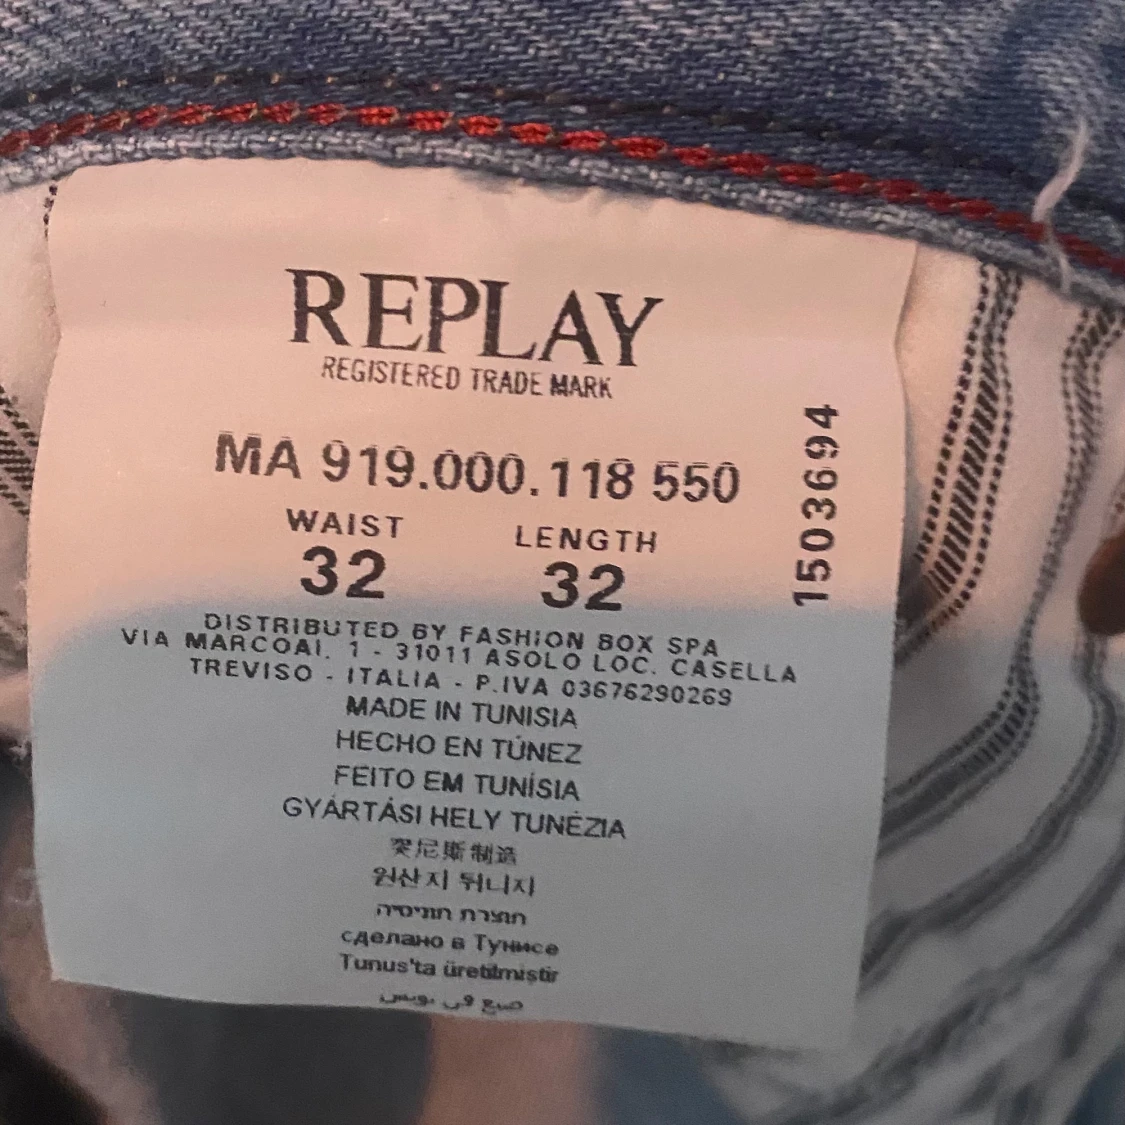 REPLAY
REGISTERED TRADE MARK
MA 919.000.118 550
WAIST LENGTH
32 32
1503694
DISTRIBUTED BY FASHION BOX SPA
VIA MARCOAI. 1 - 31011 ASOLO LOC. CASELLA
TREVISO - ITALIA - P.IVA 03676290269
MADE IN TUNISIA
HECHO EN TÚNEZ
FEITO EM TUNÍSIA
GYÁRTÁSI HELY TUNÉZIA
突尼斯制造
원산지 튀니지
תוצרת תוניסיה
сделано в Тунисе
Tunus'ta üretilmiştir
صنع في تونس